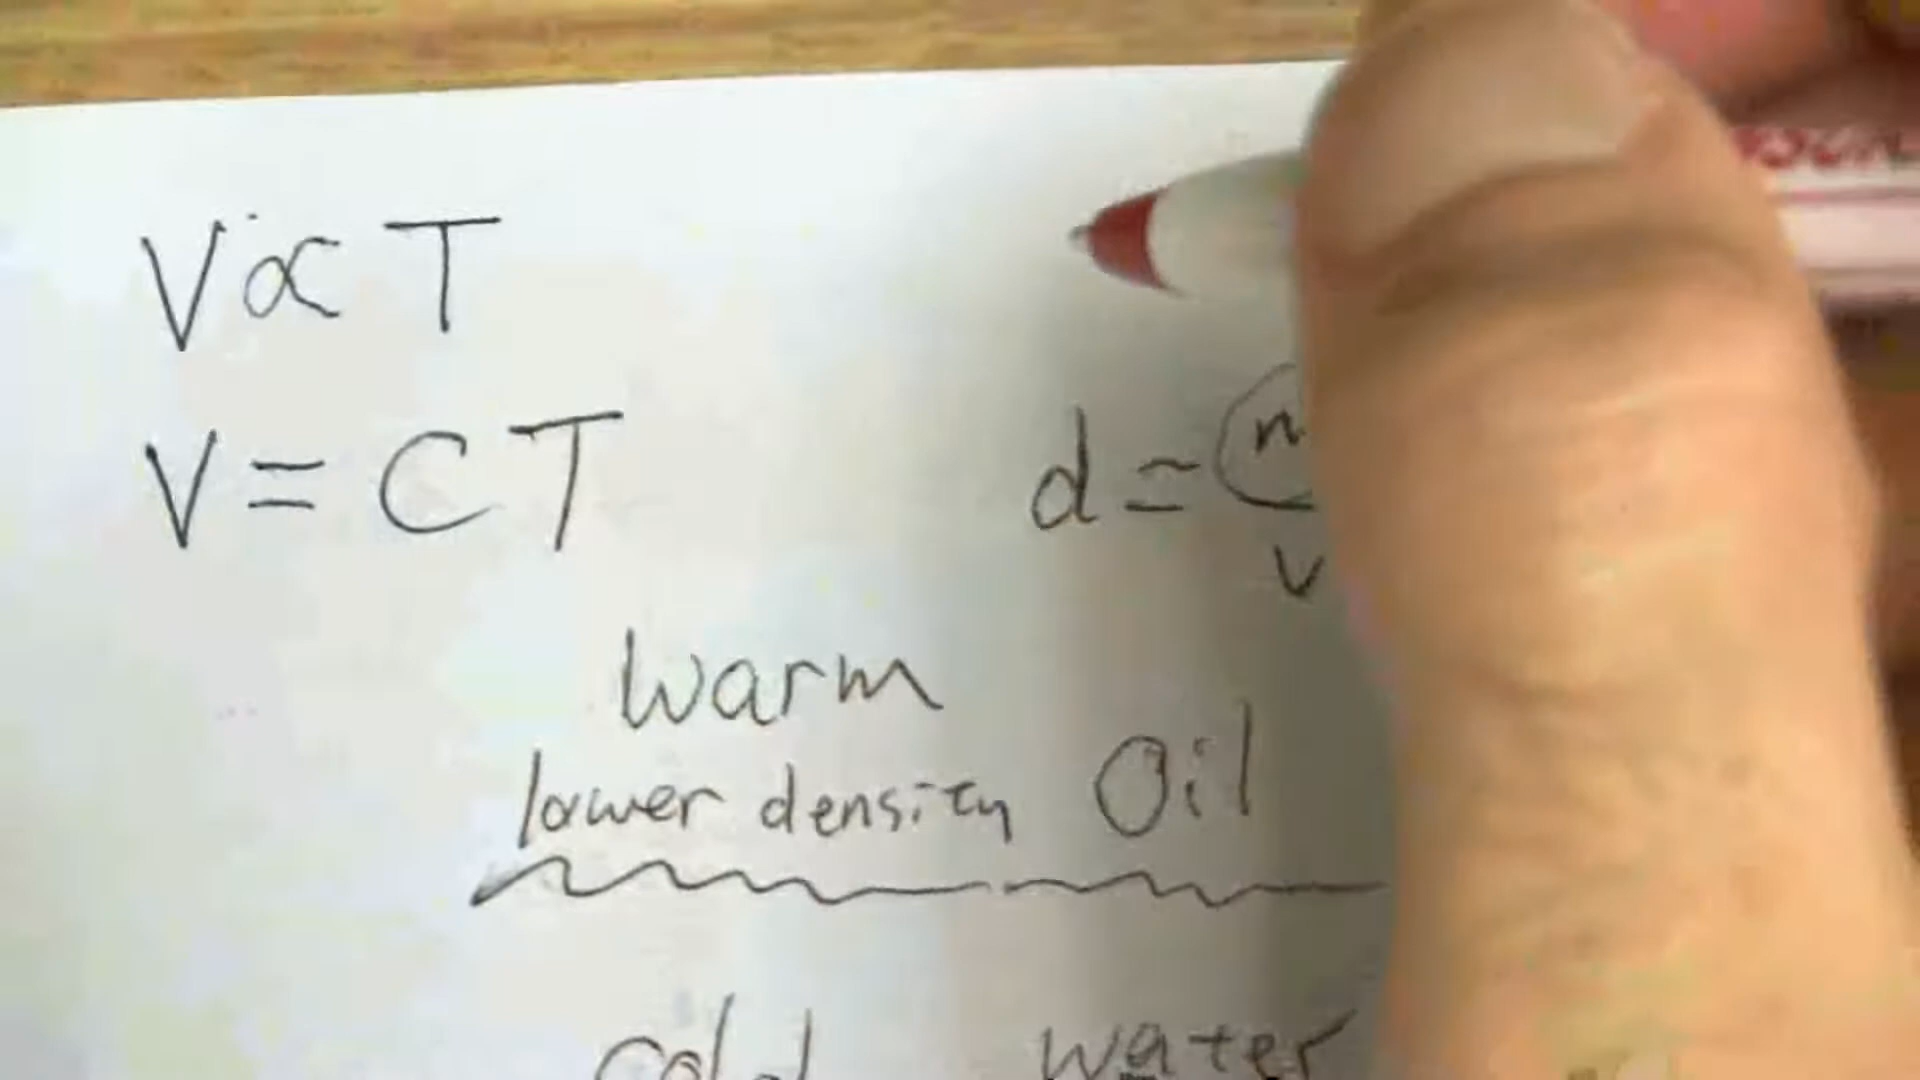 V ∝ T
V = CT
d =
V
Warm
lower density Oil
cold water